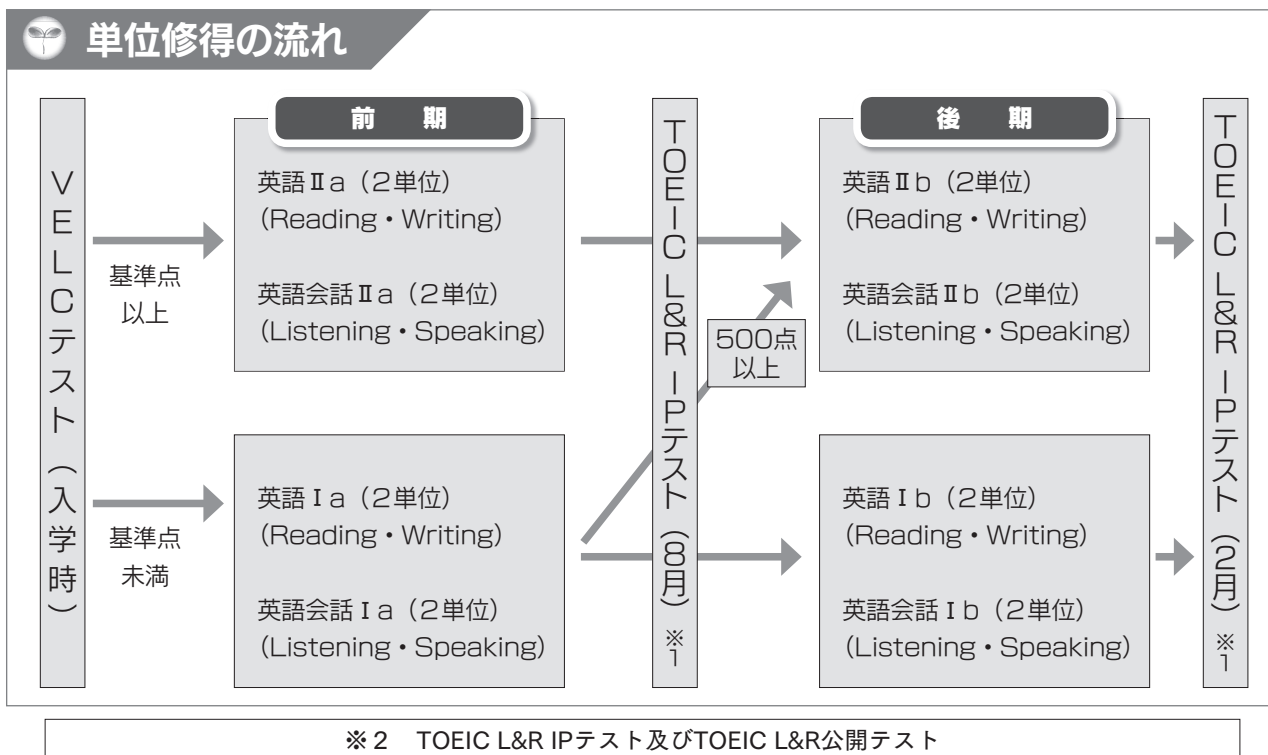 単位修得の流れ
VELCテスト（入学時）
基準点
以上
基準点
未満
前 期
英語Ⅱa（2単位）
（Reading・Writing）
英語会話Ⅱa（2単位）
（Listening・Speaking）
英語Ⅰa（2単位）
（Reading・Writing）
英語会話Ⅰa（2単位）
（Listening・Speaking）
TOEIC L&R IPテスト（8月）※1
500点
以上
後 期
英語Ⅱb（2単位）
（Reading・Writing）
英語会話Ⅱb（2単位）
（Listening・Speaking）
英語Ⅰb（2単位）
（Reading・Writing）
英語会話Ⅰb（2単位）
（Listening・Speaking）
TOEIC L&R IPテスト（2月）※1
※2 TOEIC L&R IPテスト及びTOEIC L&R公開テスト